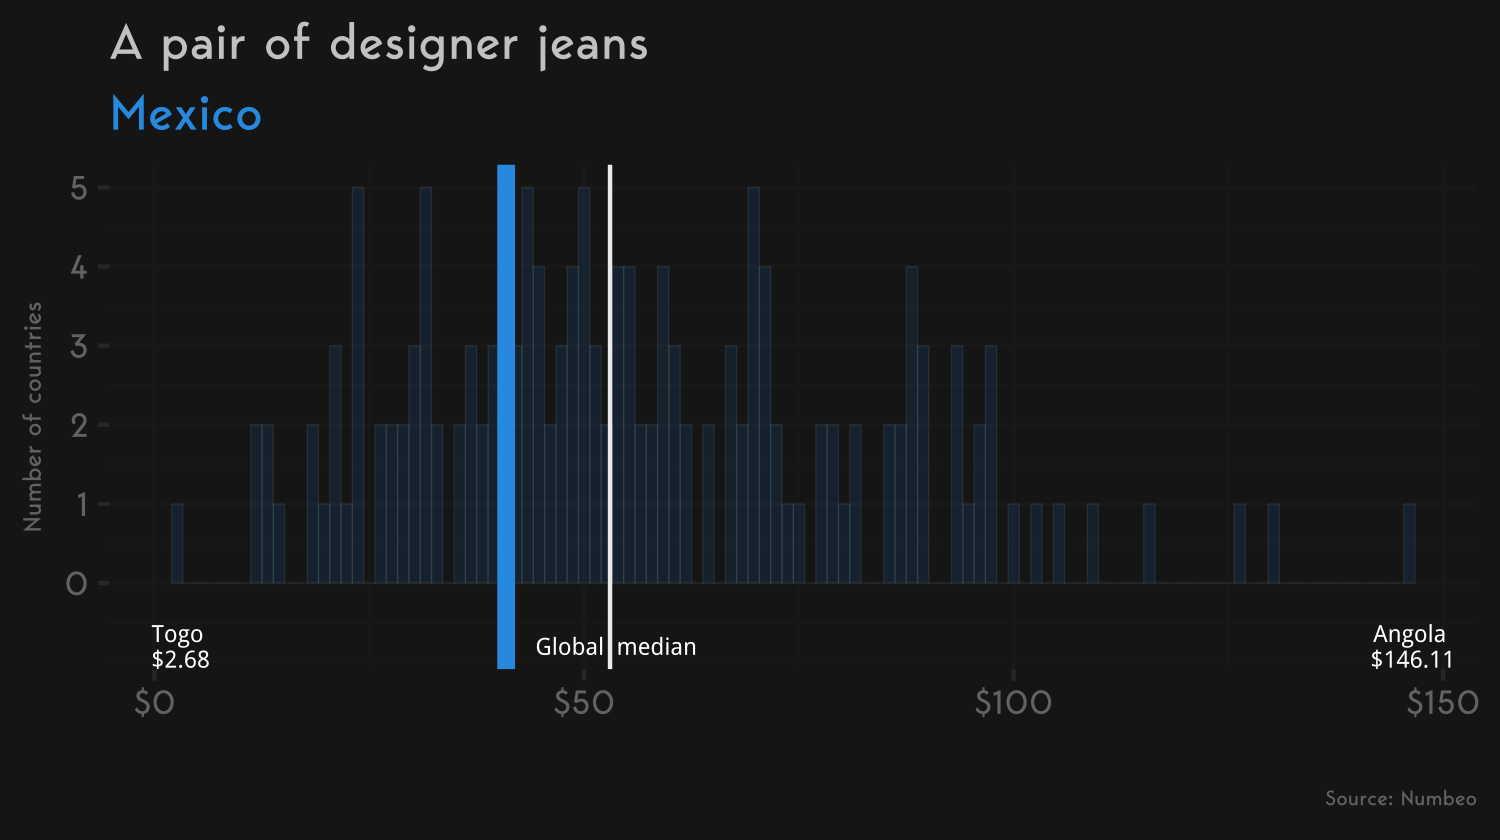 A pair of designer jeans
Mexico
Number of countries
5
4
3
2
1
0
Togo
$2.68
Global median
Angola
$146.11
$0 $50 $100 $150
Source: Numbeo